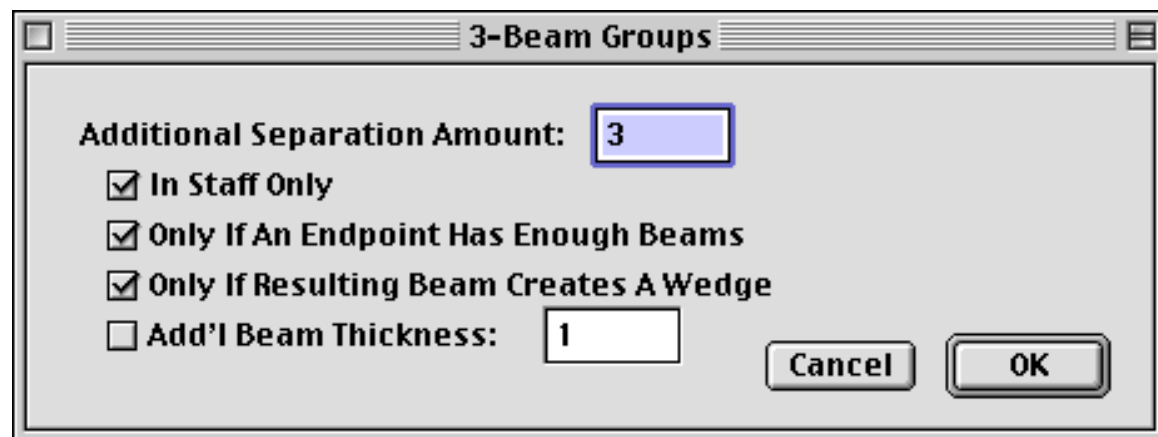 3-Beam Groups
Additional Separation Amount: 3
In Staff Only
Only If An Endpoint Has Enough Beams
Only If Resulting Beam Creates A Wedge
Add'l Beam Thickness: 1
Cancel OK